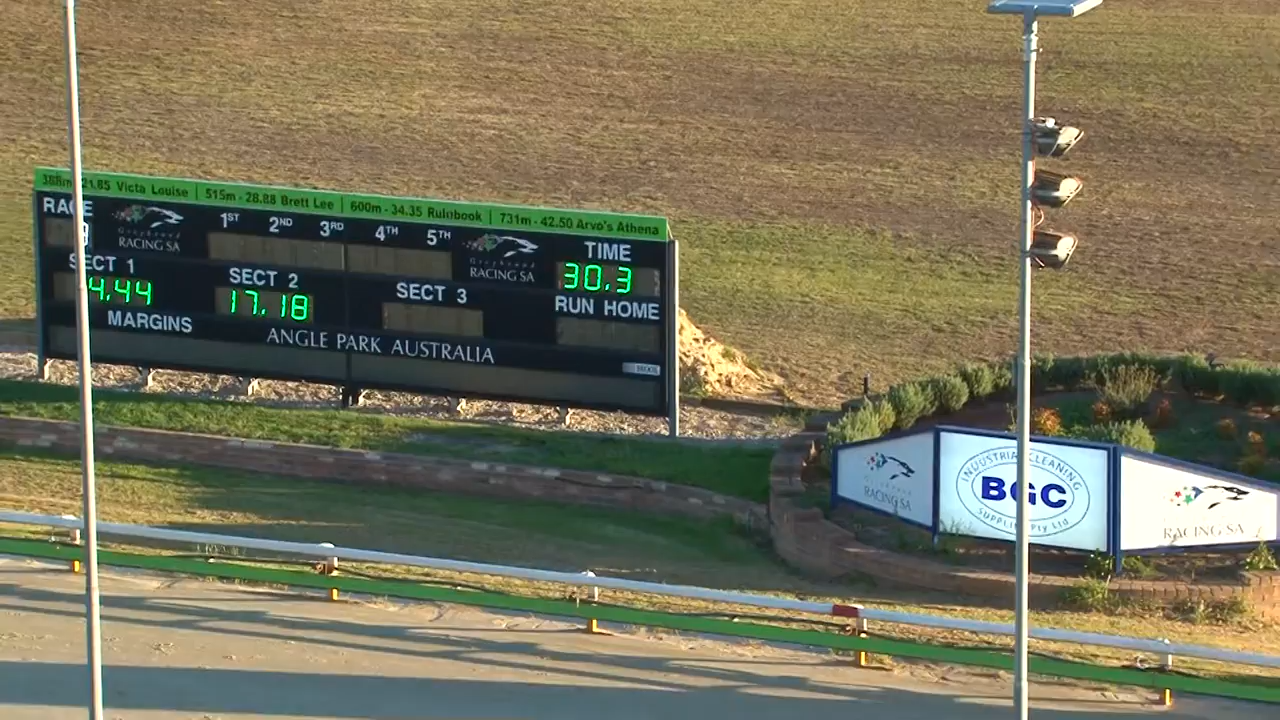 388m - 21.85 Victa Louise | 515m - 28.88 Brett Lee | 600m - 34.35 Rulebook | 731m - 42.50 Arvo's Athena
RACE 1ST 2ND 3RD 4TH 5TH TIME
Greyhound
RACING SA
Greyhound
RACING SA
30.3
SECT 1 SECT 2 SECT 3 RUN HOME
4.44 17.18
MARGINS ANGLE PARK AUSTRALIA
RACING SA
INDUSTRIAL CLEANING
BGC
SUPPLIES Pty Ltd
RACING SA